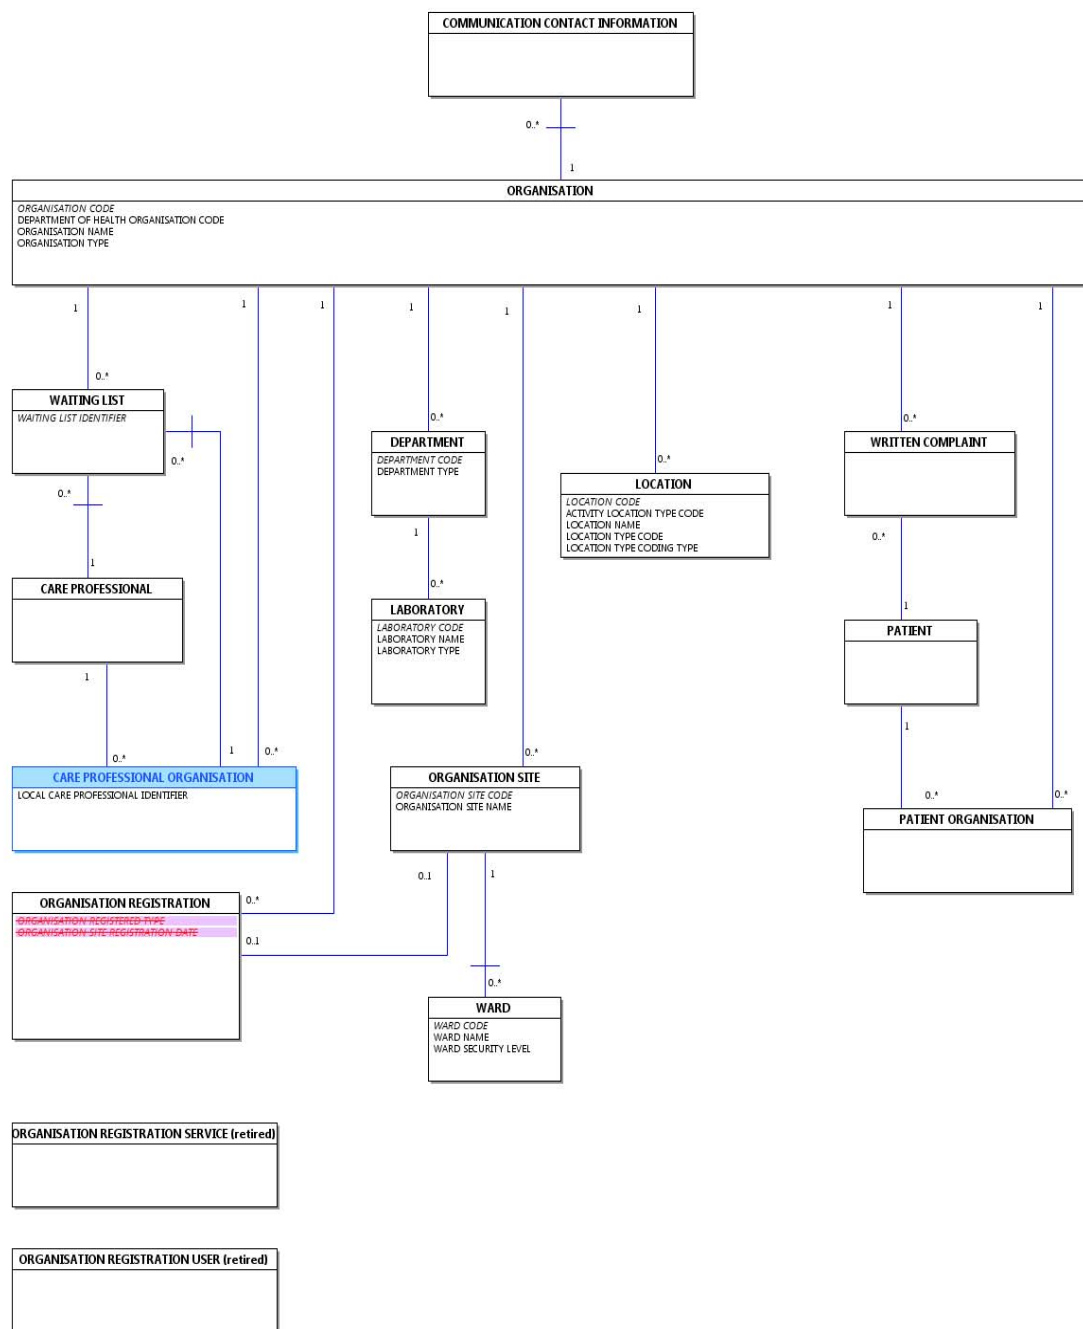 COMMUNICATION CONTACT INFORMATION
0..*
1
ORGANISATION
ORGANISATION CODE
DEPARTMENT OF HEALTH ORGANISATION CODE
ORGANISATION NAME
ORGANISATION TYPE
1
1
1
1
1
1
1
1
0..*
WAITING LIST
WAITING LIST IDENTIFIER
0..*
0..*
1
CARE PROFESSIONAL
1
0..*
1
0..*
CARE PROFESSIONAL ORGANISATION
LOCAL CARE PROFESSIONAL IDENTIFIER
0..*
DEPARTMENT
DEPARTMENT CODE
DEPARTMENT TYPE
1
0..*
LABORATORY
LABORATORY CODE
LABORATORY NAME
LABORATORY TYPE
0..*
LOCATION
LOCATION CODE
ACTIVITY LOCATION TYPE CODE
LOCATION NAME
LOCATION TYPE CODE
LOCATION TYPE CODING TYPE
0..*
WRITTEN COMPLAINT
0..*
1
PATIENT
1
0..*
0..*
PATIENT ORGANISATION
0..*
ORGANISATION SITE
ORGANISATION SITE CODE
ORGANISATION SITE NAME
0..1
1
ORGANISATION REGISTRATION
ORGANISATION REGISTERED TYPE
ORGANISATION SITE REGISTRATION DATE
0..*
0..1
0..*
WARD
WARD CODE
WARD NAME
WARD SECURITY LEVEL
ORGANISATION REGISTRATION SERVICE (retired)
ORGANISATION REGISTRATION USER (retired)